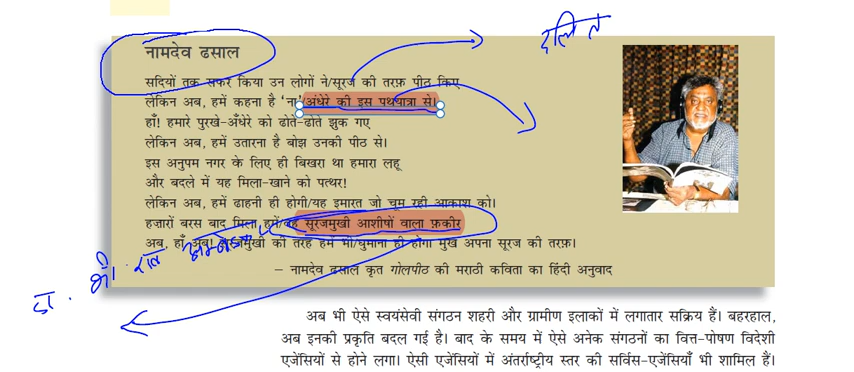 नामदेव ढसाल
दलित
सदियों तक सफर किया उन लोगों ने/सूरज की तरफ़ पीठ किए
लेकिन अब, हमें कहना है ‘ना’/अंधेरे की इस पथयात्रा से।
हाँ! हमारे पुरखे-अँधेरे को ढोते-ढोते झुक गए
लेकिन अब, हमें उतारना है बोझ उनकी पीठ से।
इस अनुपम नगर के लिए ही बिखरा था हमारा लहू
और बदले में यह मिला-खाने को पत्थर!
लेकिन अब, हमें ढाहनी ही होगी/यह इमारत जो चूम रही आकाश को।
हज़ारों बरस बाद मिला हमें/वह सूरजमुखी आशीषों वाला फ़कीर
अब, हाँ अब! सूरजमुखी की तरह हमें भी/घुमाना ही होगा मुख अपना सूरज की तरफ़।
– नामदेव ढसाल कृत गोलपीठ की मराठी कविता का हिंदी अनुवाद
डा. भी राव अम्बेडकर
अब भी ऐसे स्वयंसेवी संगठन शहरी और ग्रामीण इलाकों में लगातार सक्रिय हैं। बहरहाल,
अब इनकी प्रकृति बदल गई है। बाद के समय में ऐसे अनेक संगठनों का वित्त-पोषण विदेशी
एजेंसियों से होने लगा। ऐसी एजेंसियों में अंतर्राष्ट्रीय स्तर की सर्विस-एजेंसियाँ भी शामिल हैं।